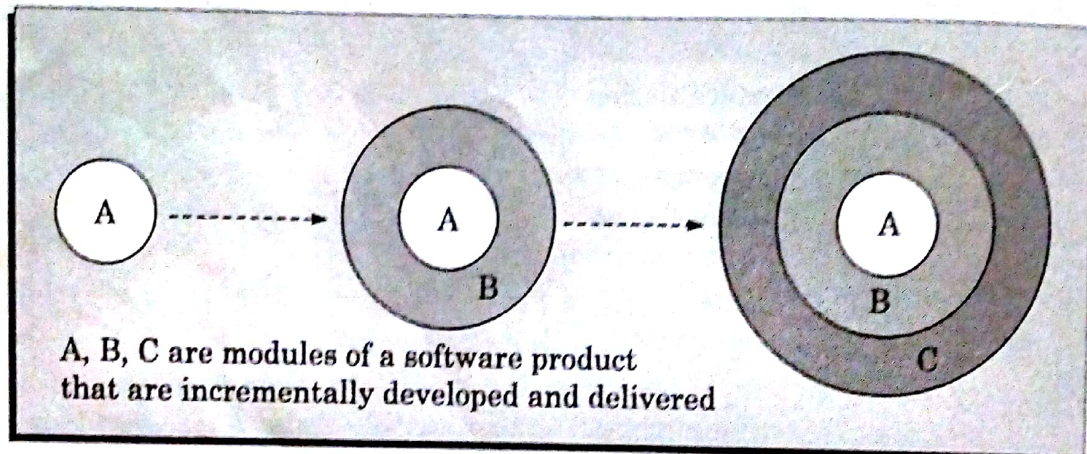 A
A
B
A
B
C
A, B, C are modules of a software product
that are incrementally developed and delivered